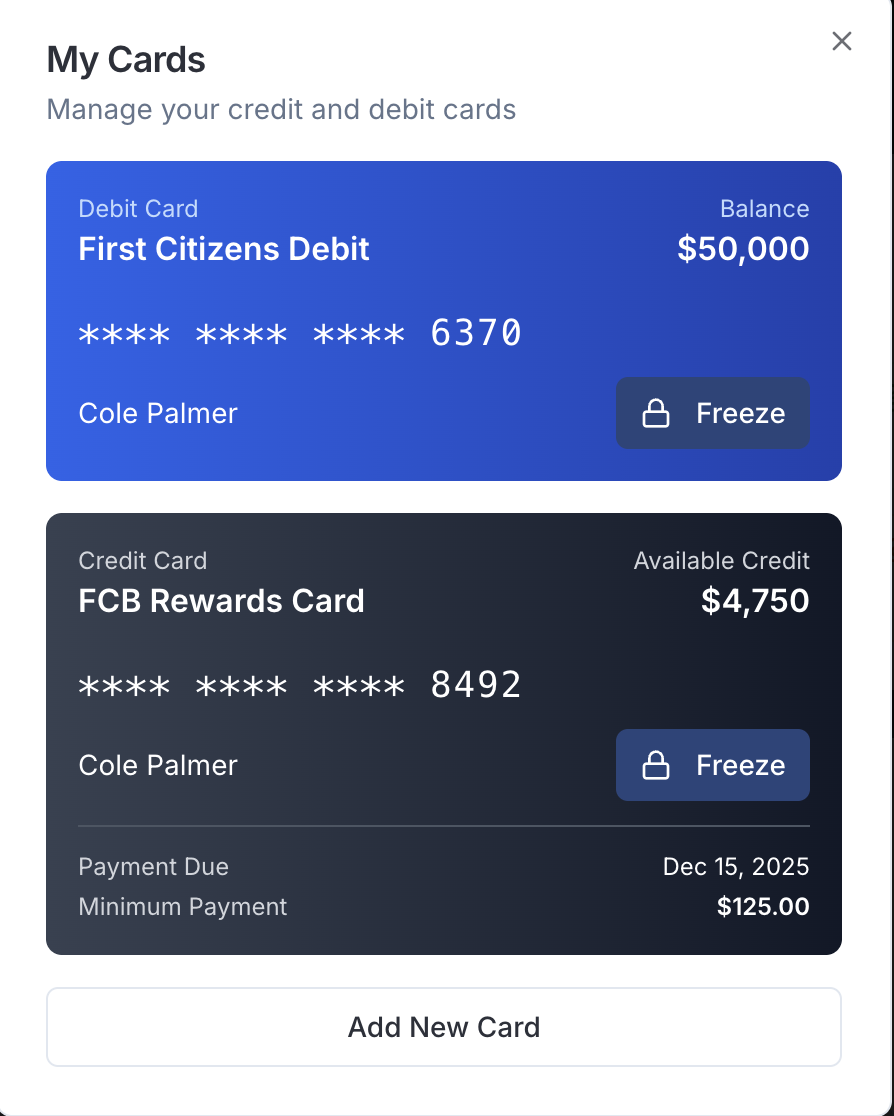 My Cards
Manage your credit and debit cards
Debit Card Balance
First Citizens Debit $50,000
**** **** **** 6370
Cole Palmer Freeze
Credit Card Available Credit
FCB Rewards Card $4,750
**** **** **** 8492
Cole Palmer Freeze
Payment Due Dec 15, 2025
Minimum Payment $125.00
Add New Card